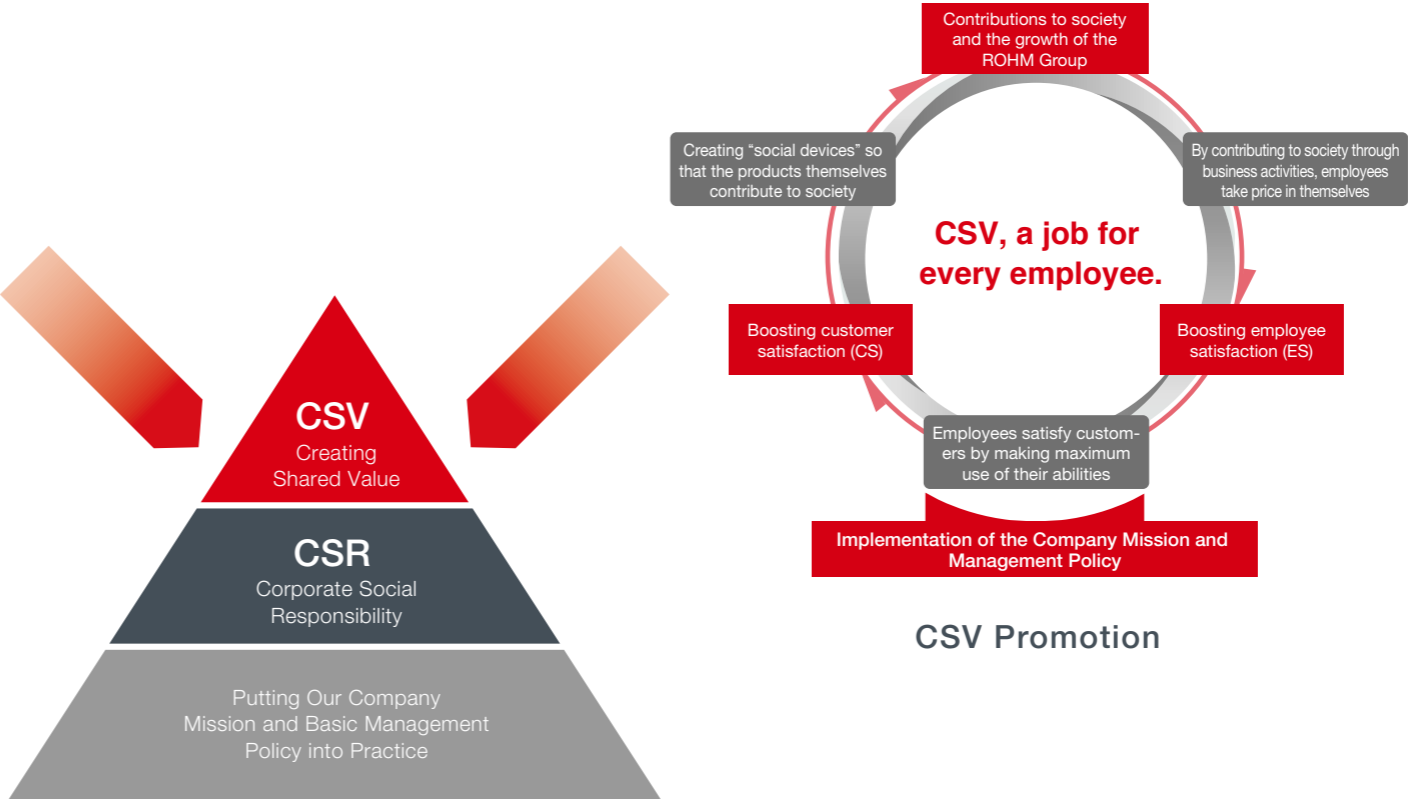 CSV
Creating
Shared Value
CSR
Corporate Social
Responsibility
Putting Our Company
Mission and Basic Management
Policy into Practice
Contributions to society
and the growth of the
ROHM Group
By contributing to society through
business activities, employees
take price in themselves
Boosting employee
satisfaction (ES)
Employees satisfy custom-
ers by making maximum
use of their abilities
Boosting customer
satisfaction (CS)
Creating “social devices” so
that the products themselves
contribute to society
CSV, a job for
every employee.
Implementation of the Company Mission and
Management Policy
CSV Promotion